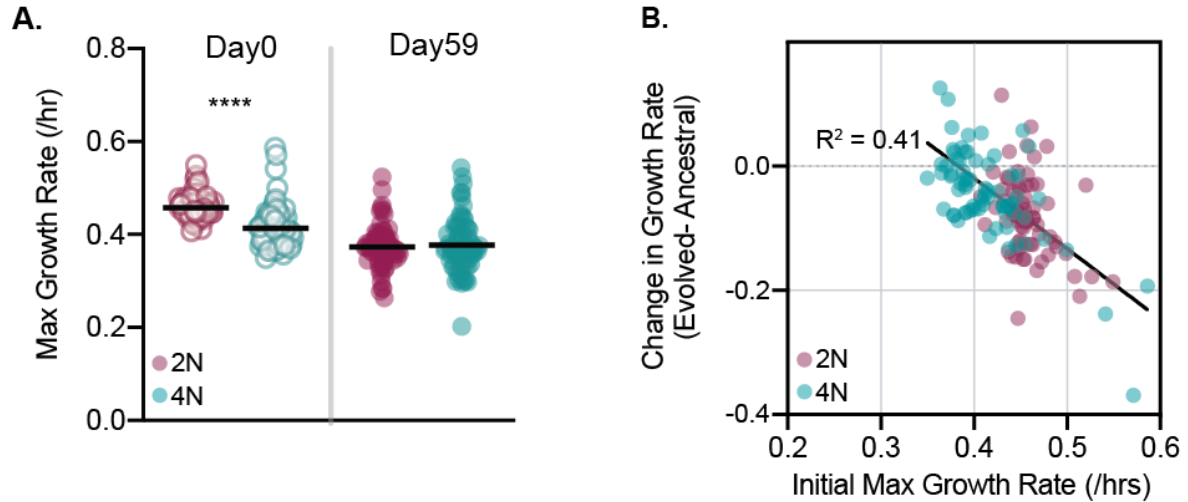 A.
Day0
Day59
****
Max Growth Rate (/hr)
0.8
0.6
0.4
0.2
0.0
2N
4N
B.
Change in Growth Rate
(Evolved- Ancestral)
0.0
-0.2
-0.4
R² = 0.41
2N
4N
0.2
0.3
0.4
0.5
0.6
Initial Max Growth Rate (/hrs)